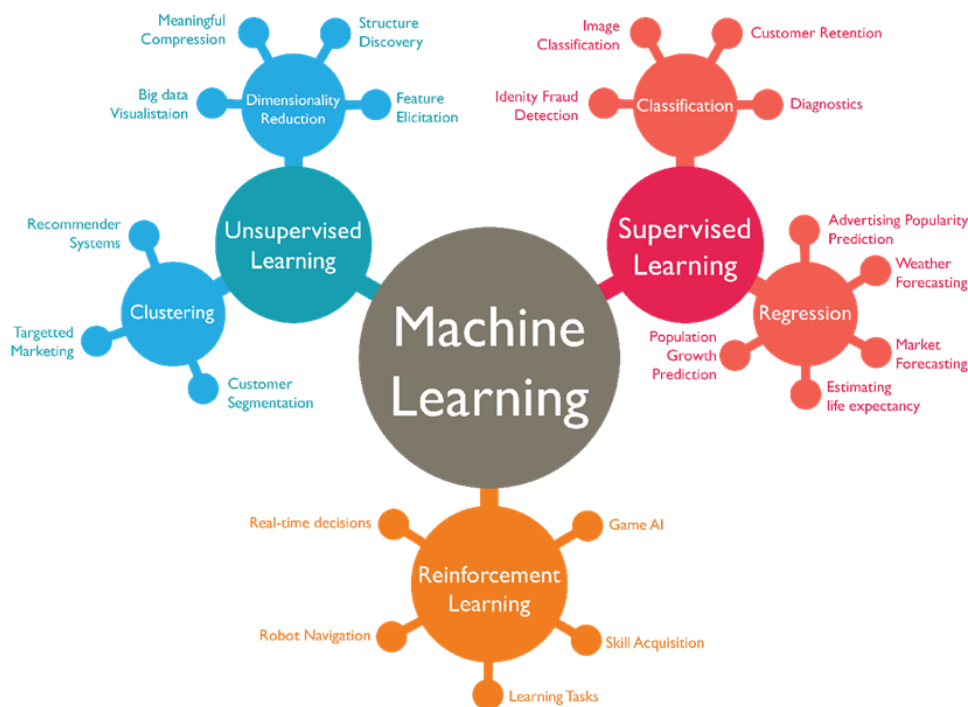 Meaningful
Compression
Structure
Discovery
Big data
Visualistaion
Dimensionality
Reduction
Feature
Elicitation
Unsupervised
Learning
Recommender
Systems
Clustering
Targetted
Marketing
Customer
Segmentation
Machine
Learning
Image
Classification
Customer Retention
Idenity Fraud
Detection
Classification
Diagnostics
Supervised
Learning
Advertising Popularity
Prediction
Weather
Forecasting
Regression
Population
Growth
Prediction
Market
Forecasting
Estimating
life expectancy
Real-time decisions
Game AI
Reinforcement
Learning
Robot Navigation
Skill Acquisition
Learning Tasks